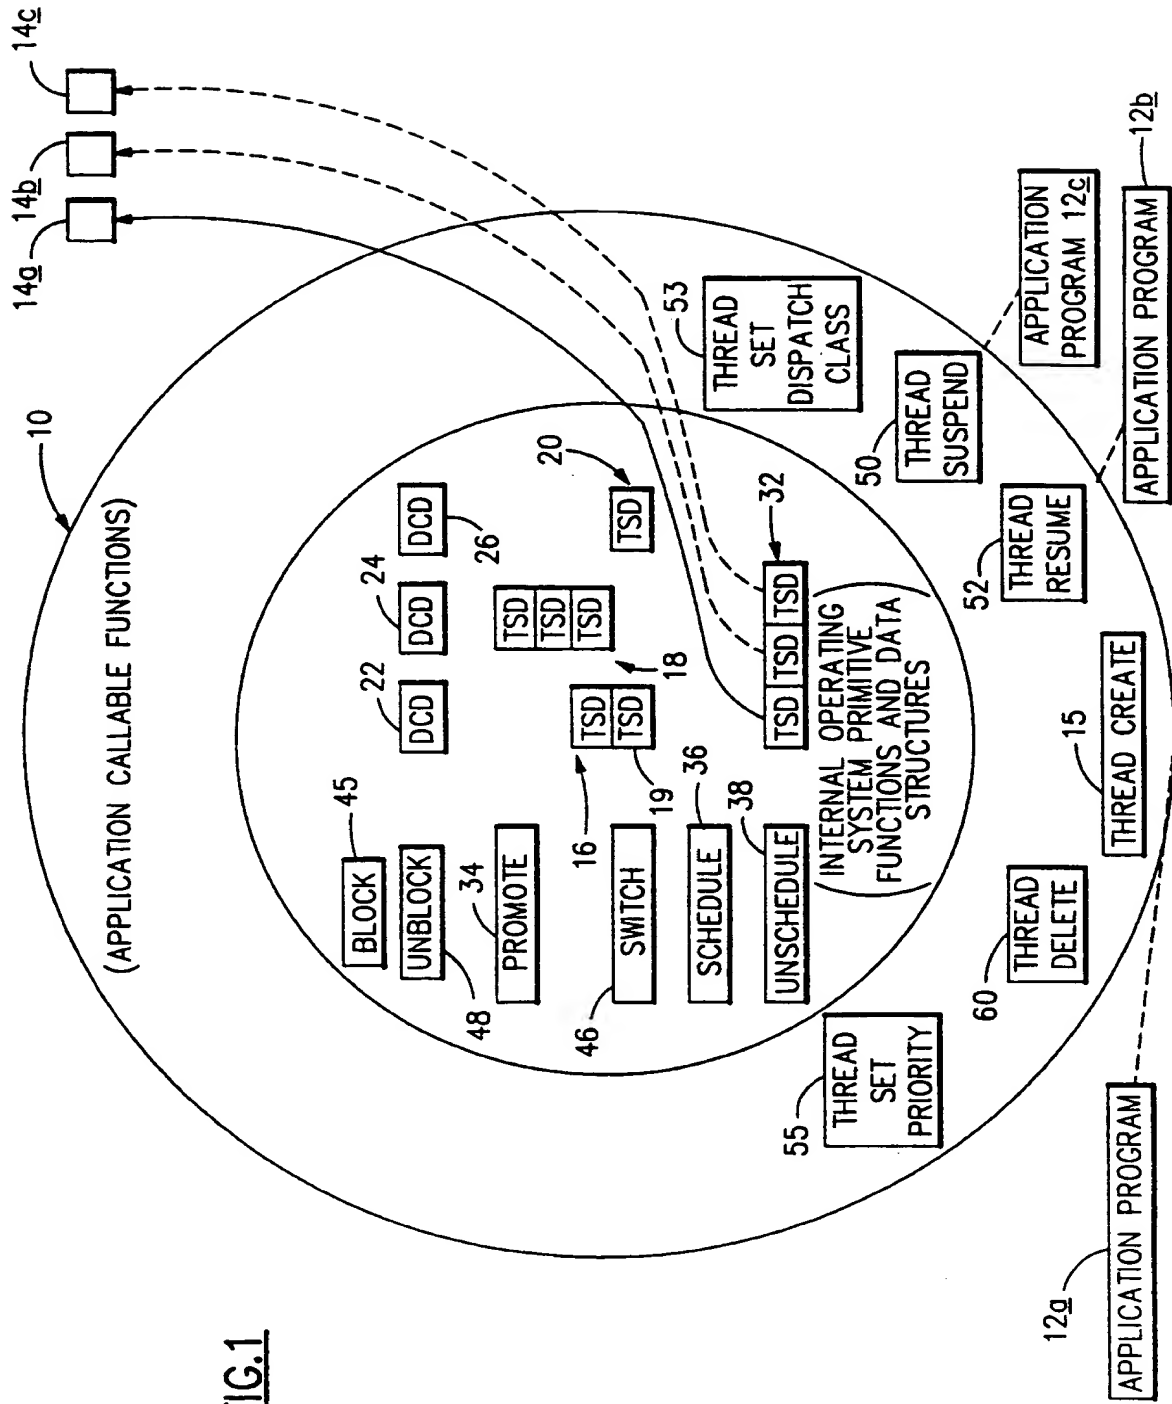 FIG.1
10
(APPLICATION CALLABLE FUNCTIONS)
14a
14b
14c
45
BLOCK
UNBLOCK
48
34
PROMOTE
46
SWITCH
SCHEDULE
36
UNSCHEDULE
38
22
24
DCD
DCD
DCD
26
16
TSD
TSD
19
TSD
TSD
TSD
18
20
TSD
32
TSD
TSD
TSD
(INTERNAL OPERATING
SYSTEM PRIMITIVE
FUNCTIONS AND DATA
STRUCTURES)
55
THREAD
SET
PRIORITY
60
THREAD
DELETE
15
THREAD CREATE
52
THREAD
RESUME
50
THREAD
SUSPEND
53
THREAD
SET
DISPATCH
CLASS
12a
APPLICATION PROGRAM
APPLICATION
PROGRAM 12c
APPLICATION PROGRAM
12b